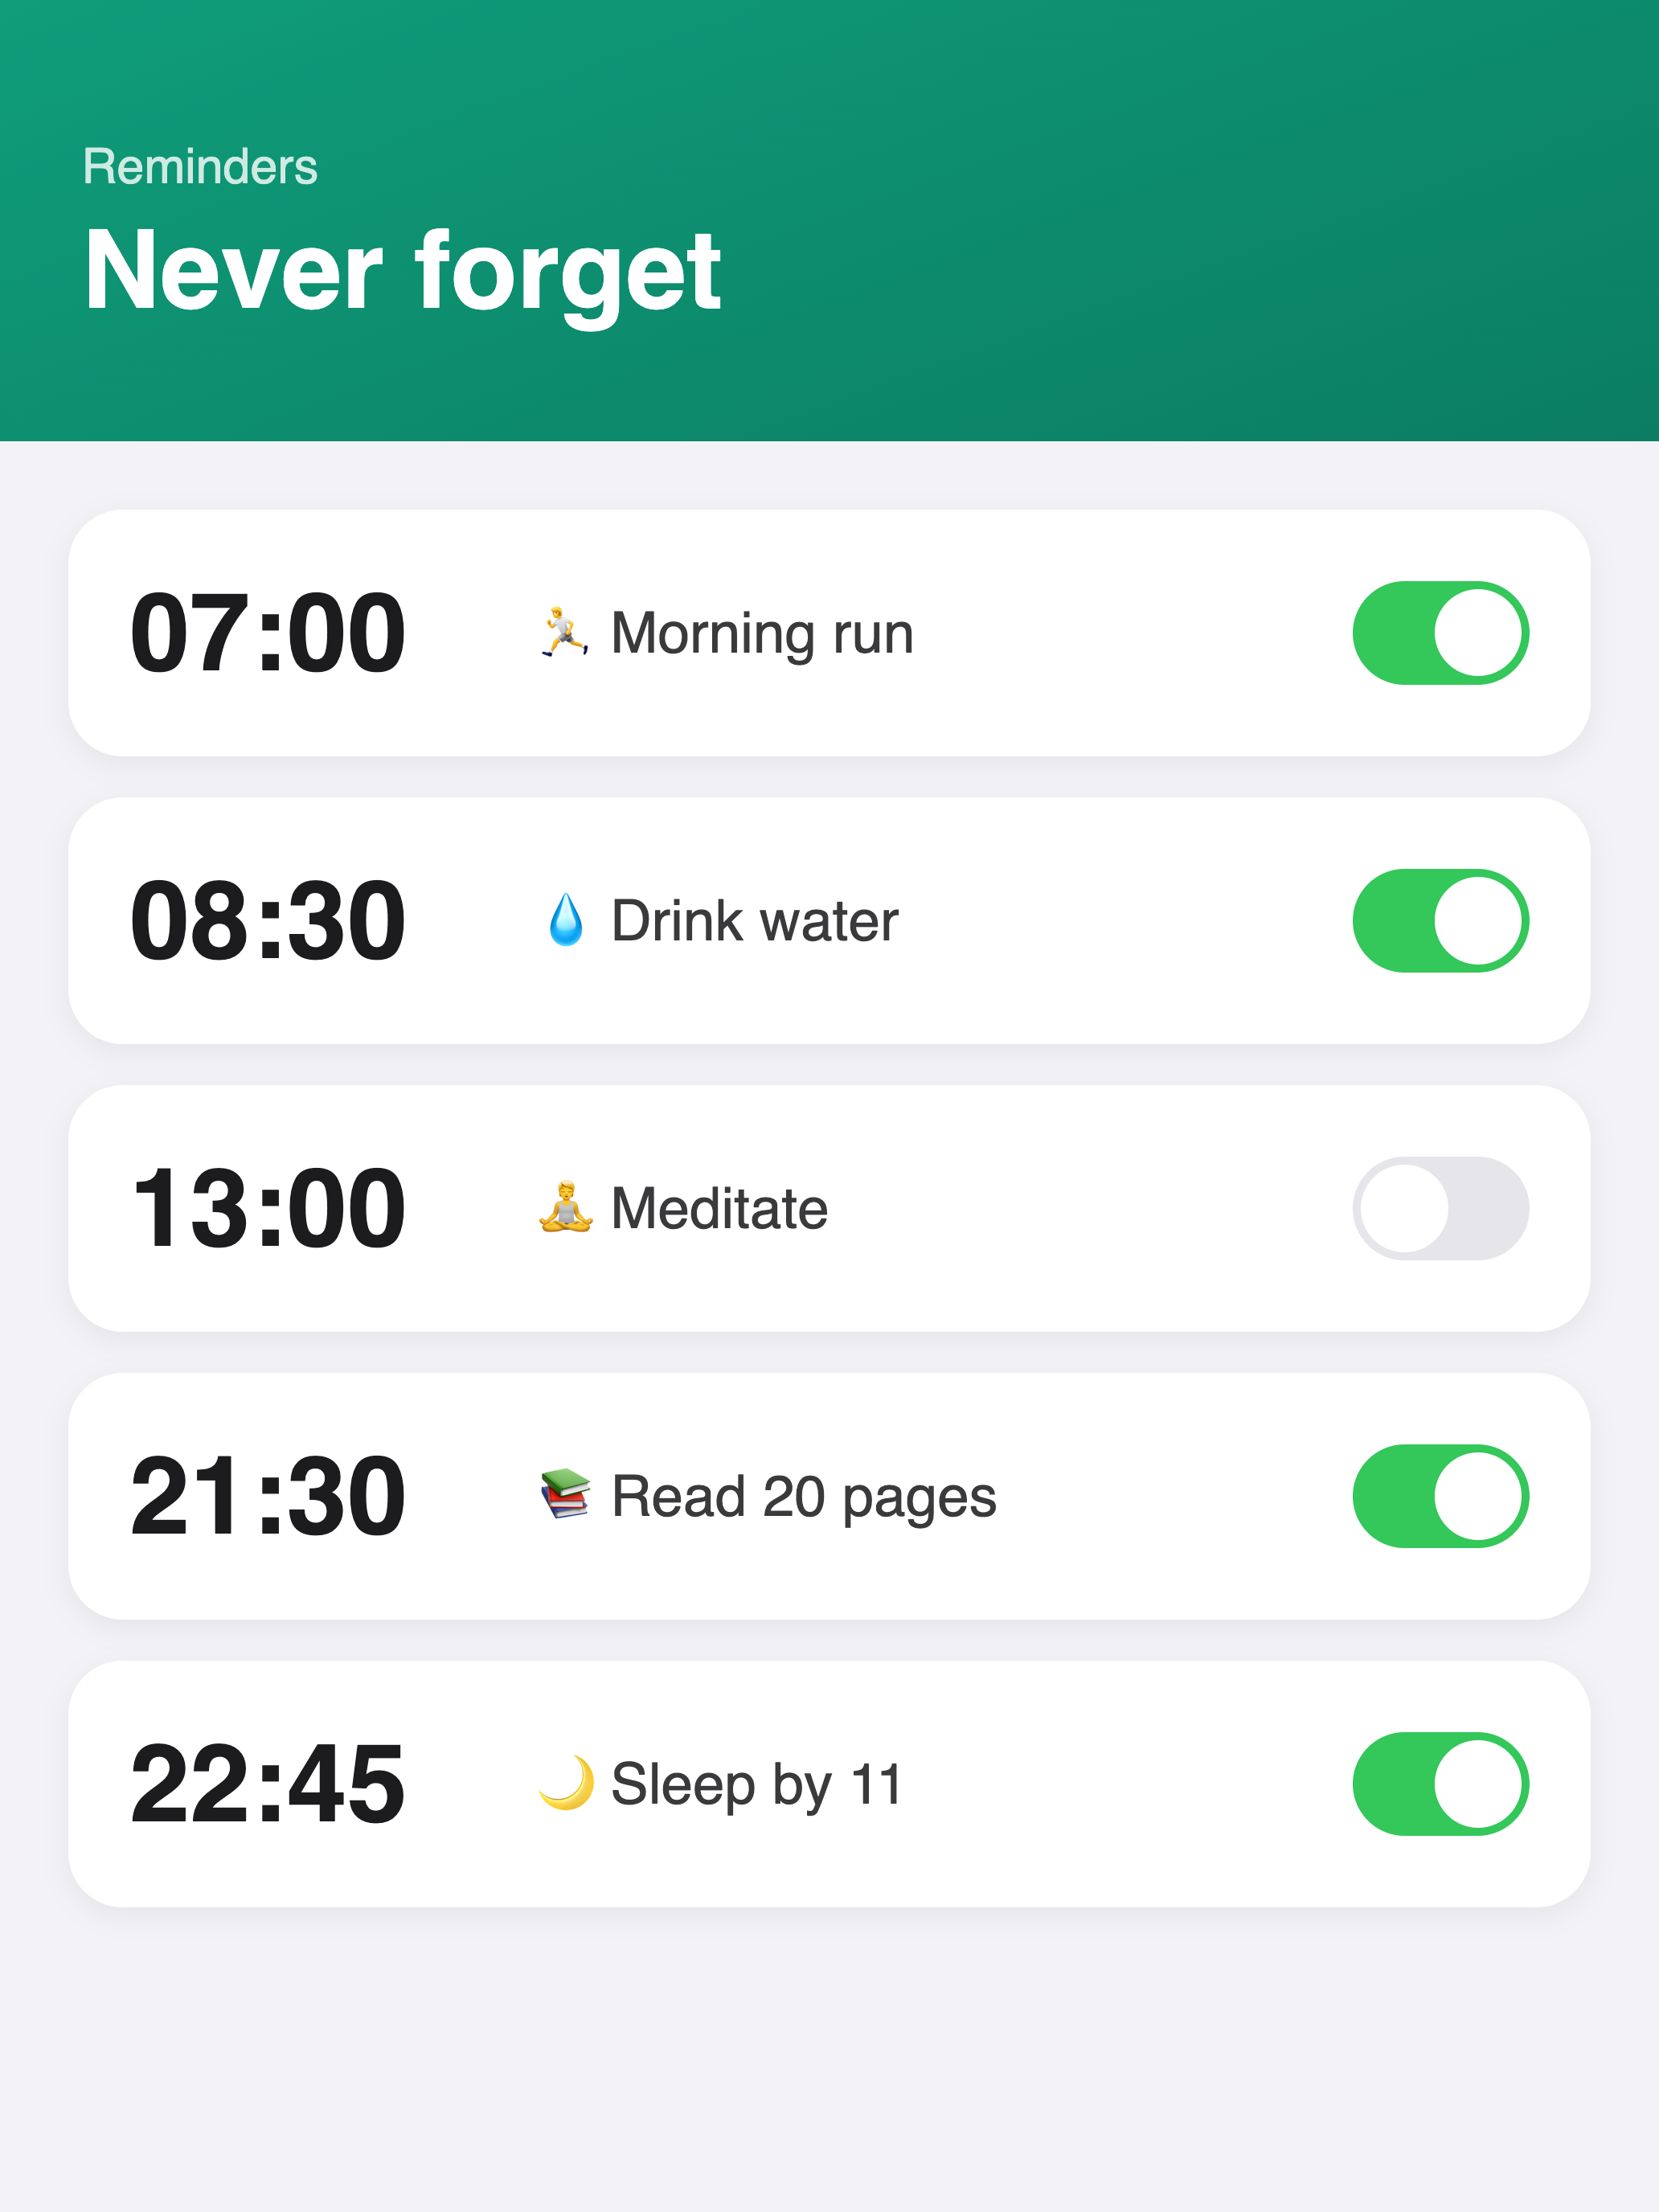 Reminders
Never forget
07:00 🏃 Morning run
08:30 💧 Drink water
13:00 🧘 Meditate
21:30 📚 Read 20 pages
22:45 🌙 Sleep by 11